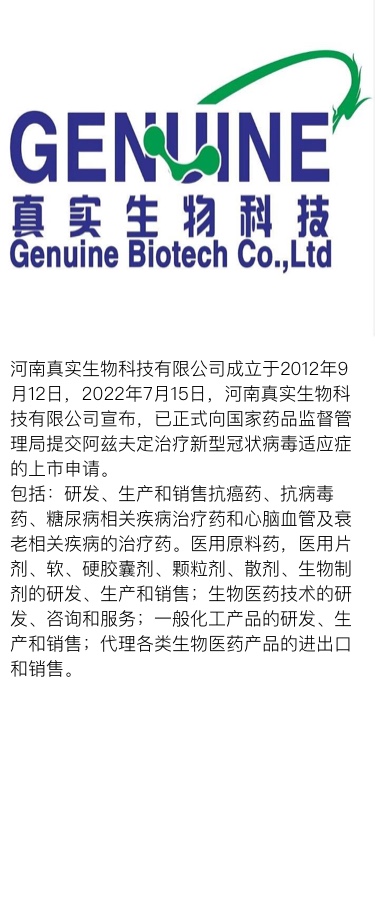 GENUINE
真实生物科技
Genuine Biotech Co.,Ltd
河南真实生物科技有限公司成立于2012年9
月12日，2022年7月15日，河南真实生物科
技有限公司宣布，已正式向国家药品监督管
理局提交阿兹夫定治疗新型冠状病毒适应症
的上市申请。
包括：研发、生产和销售抗癌药、抗病毒
药、糖尿病相关疾病治疗药和心脑血管及衰
老相关疾病的治疗药。医用原料药，医用片
剂、软、硬胶囊剂、颗粒剂、散剂、生物制
剂的研发、生产和销售；生物医药技术的研
发、咨询和服务；一般化工产品的研发、生
产和销售；代理各类生物医药产品的进出口
和销售。